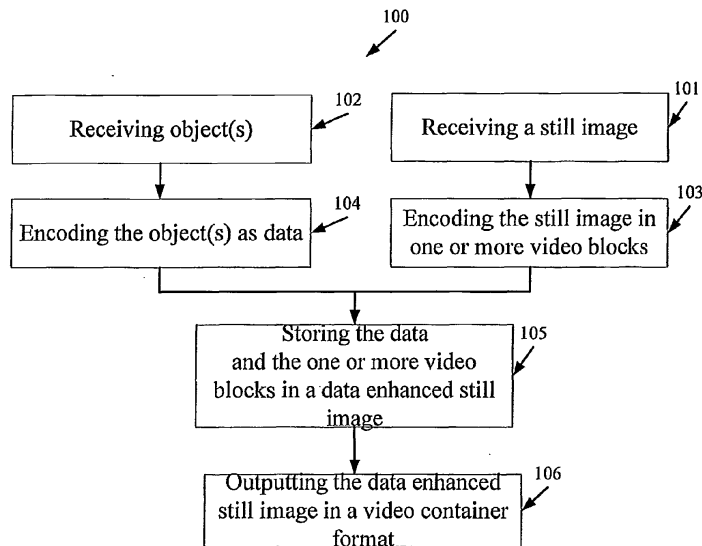 100
102
101
Receiving object(s)
Receiving a still image
104
103
Encoding the object(s) as data
Encoding the still image in
one or more video blocks
105
Storing the data
and the one or more video
blocks in a data enhanced still
image
106
Outputting the data enhanced
still image in a video container
format